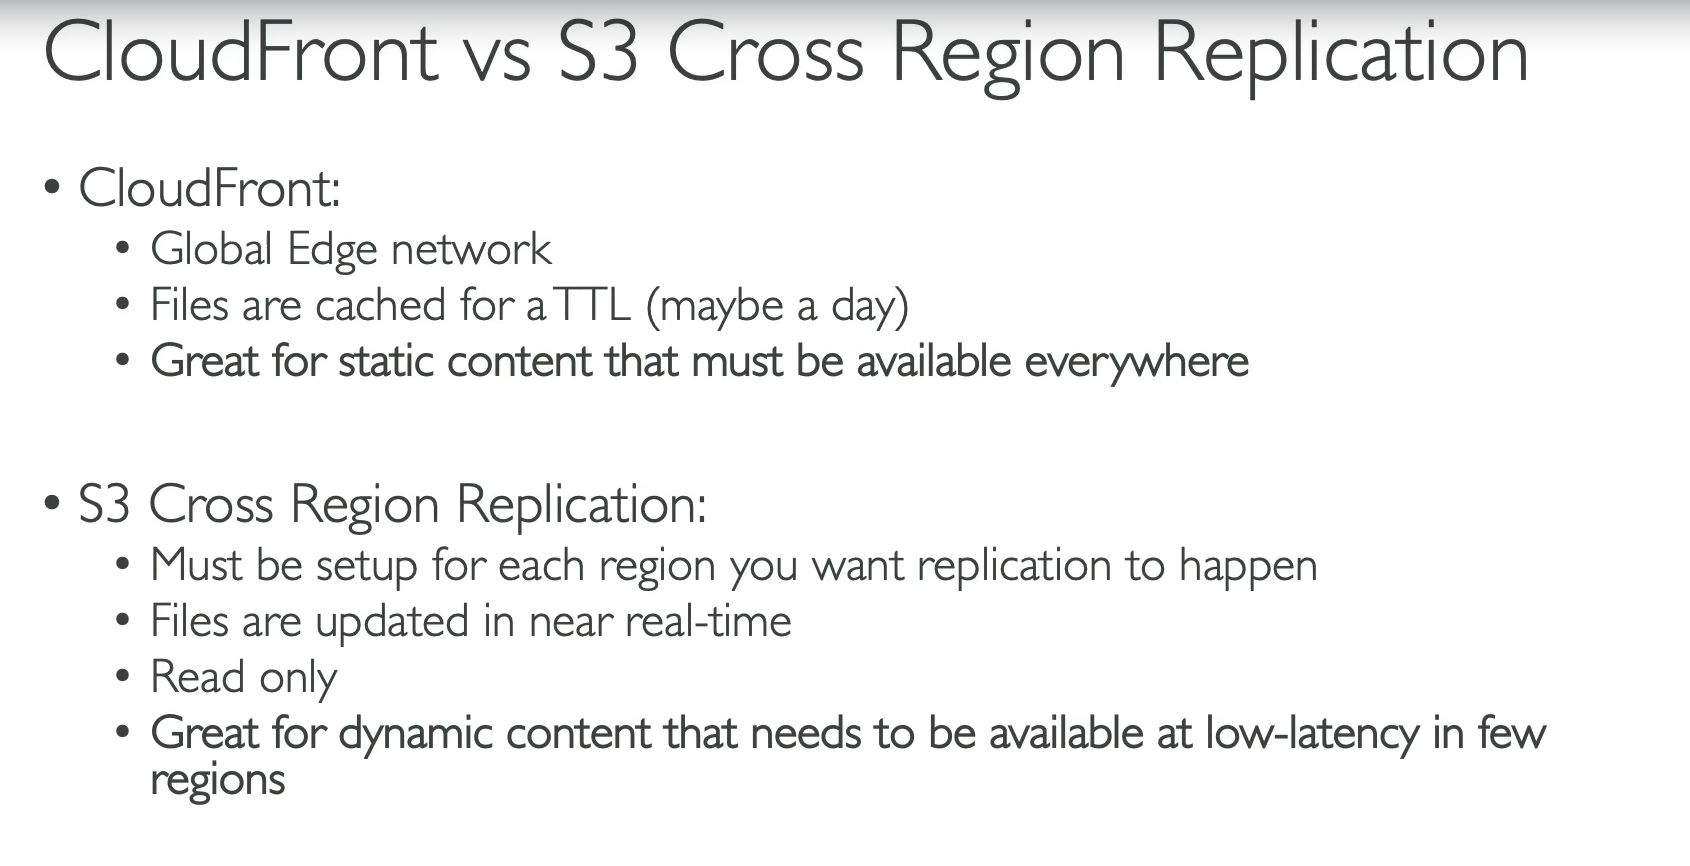 CloudFront vs S3 Cross Region Replication
• CloudFront:
• Global Edge network
• Files are cached for a TTL (maybe a day)
• Great for static content that must be available everywhere
• S3 Cross Region Replication:
• Must be setup for each region you want replication to happen
• Files are updated in near real-time
• Read only
• Great for dynamic content that needs to be available at low-latency in few
regions